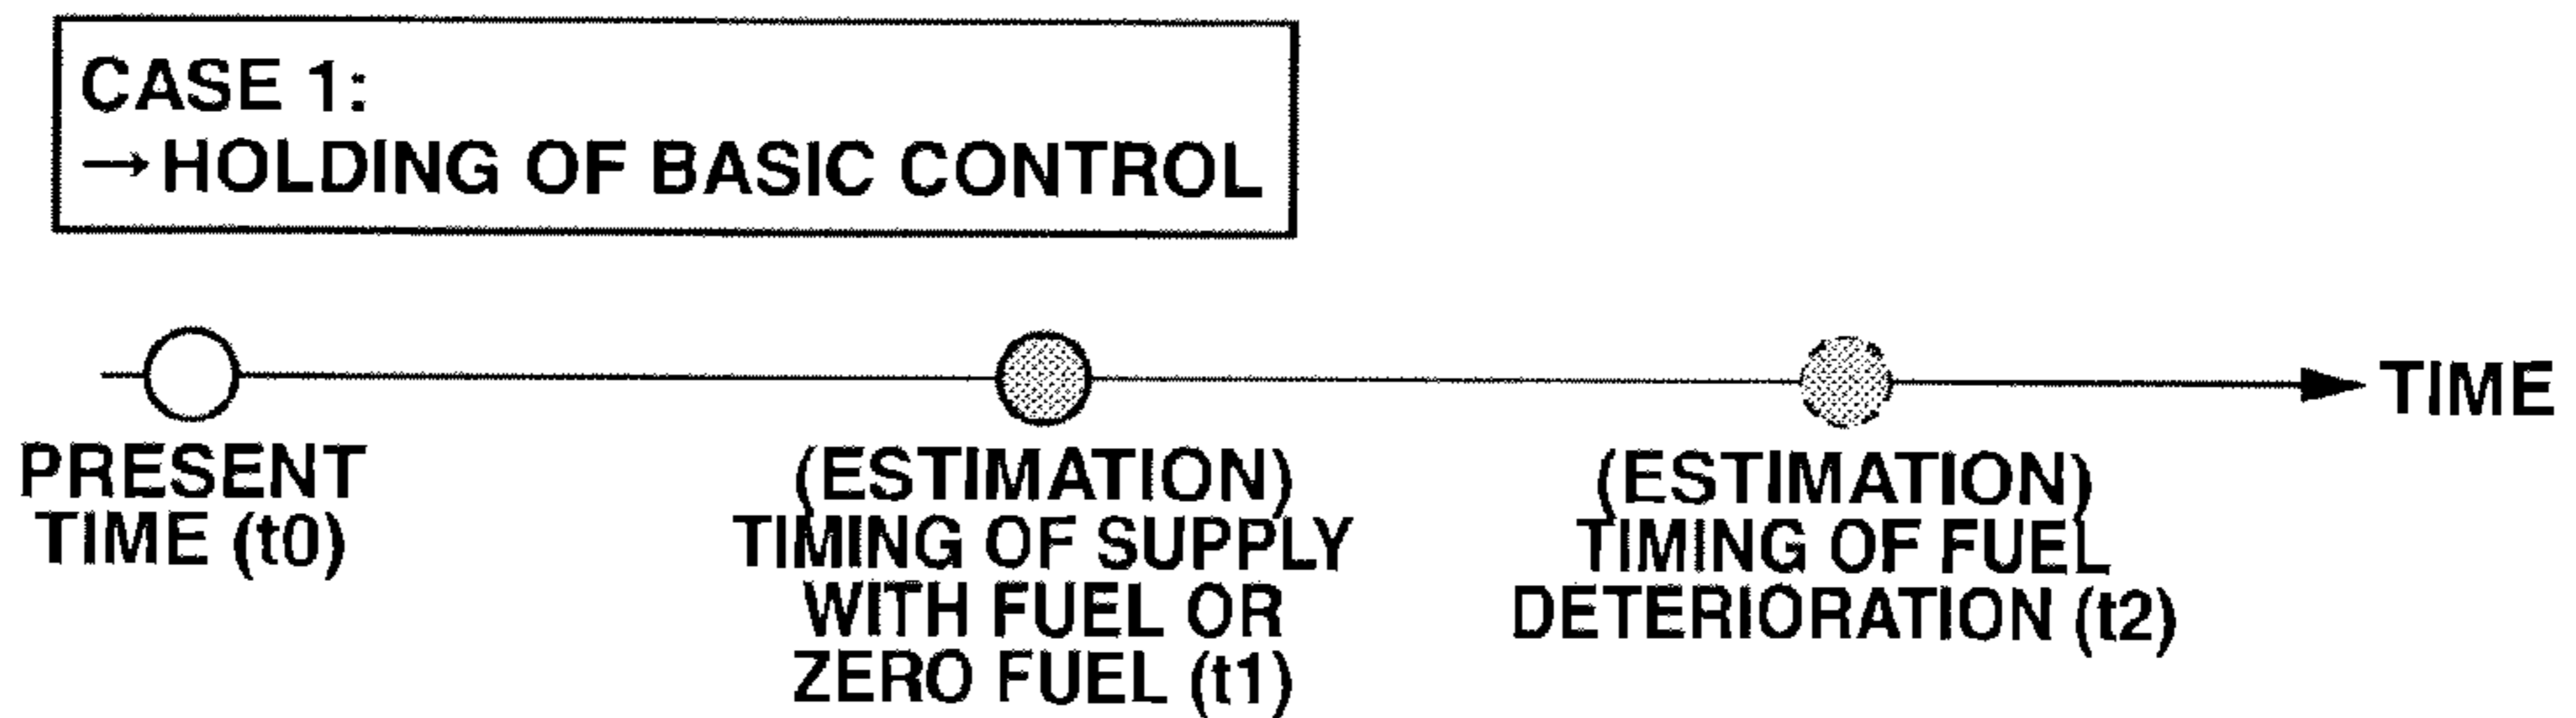 CASE 1:
→HOLDING OF BASIC CONTROL
TIME
PRESENT
TIME (t0)
(ESTIMATION)
TIMING OF SUPPLY
WITH FUEL OR
ZERO FUEL (t1)
(ESTIMATION)
TIMING OF FUEL
DETERIORATION (t2)